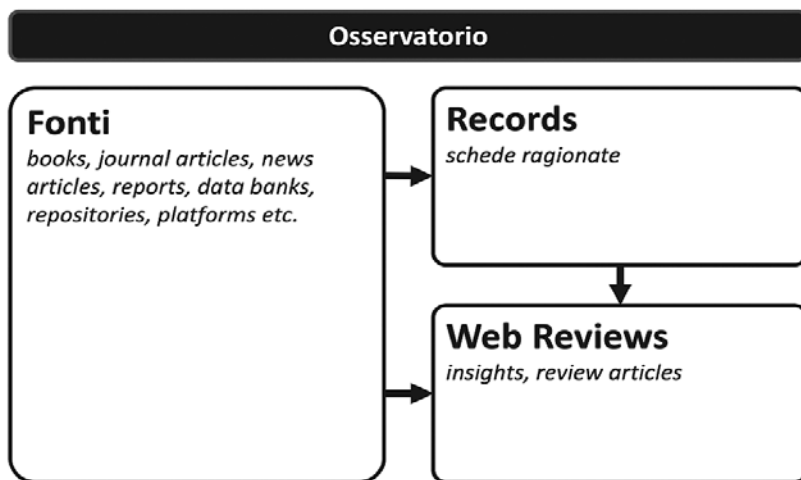 Osservatorio
Fonti
books, journal articles, news
articles, reports, data banks,
repositories, platforms etc.
Records
schede ragionate
Web Reviews
insights, review articles